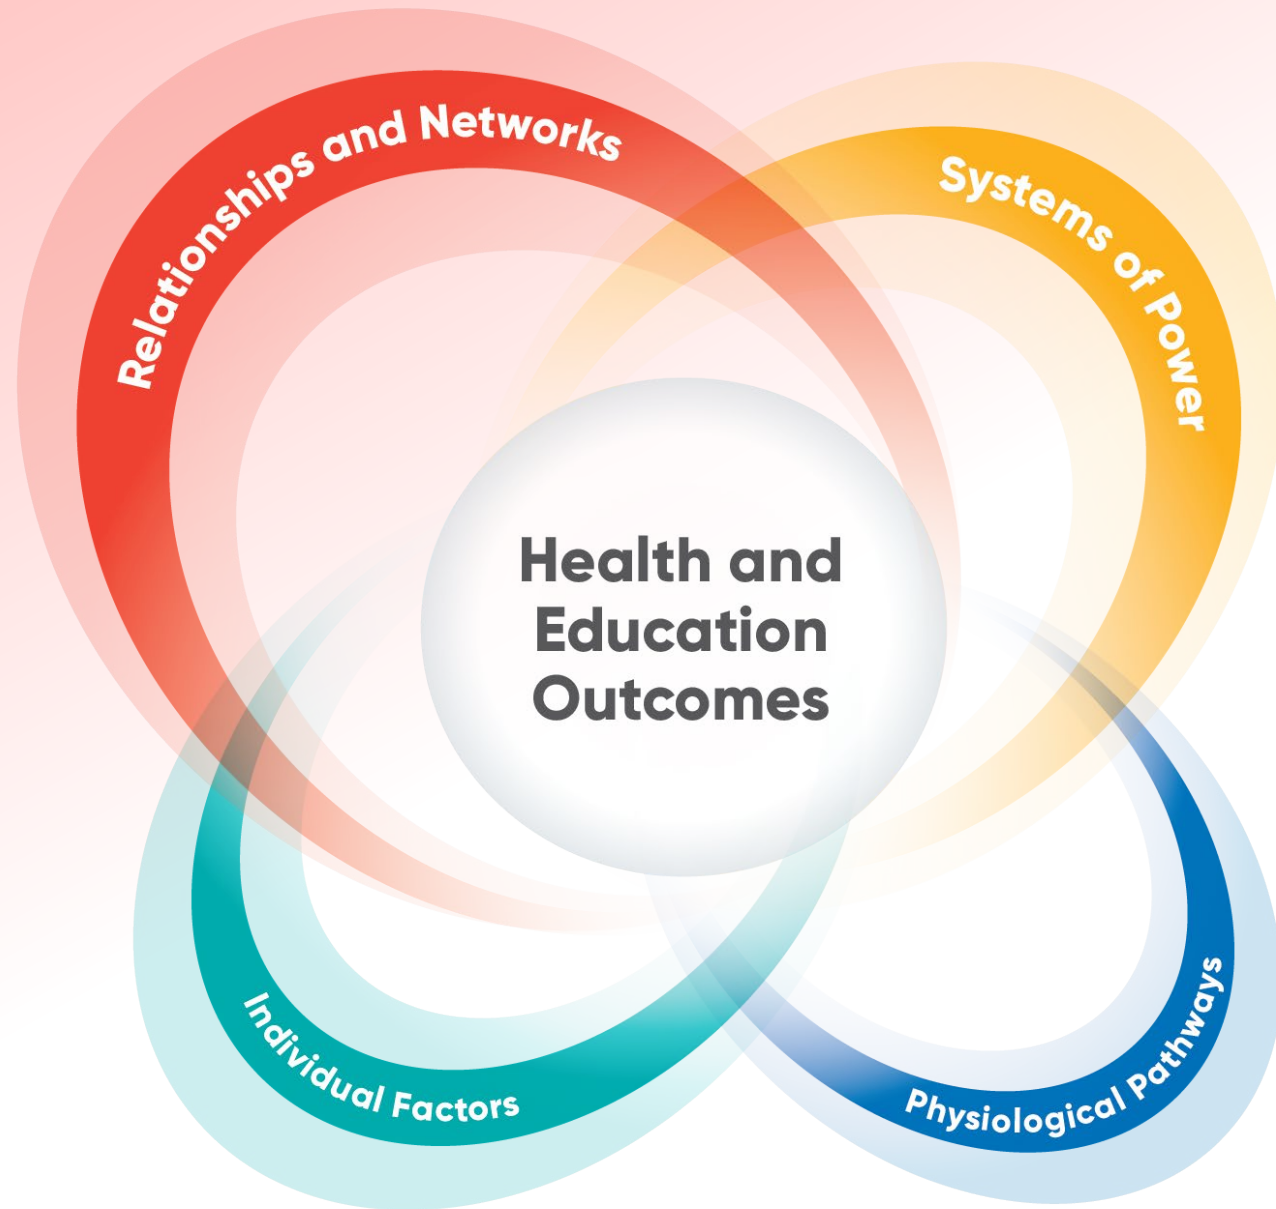 Relationships and Networks
Systems of Power
Health and
Education
Outcomes
Individual Factors
Physiological Pathways